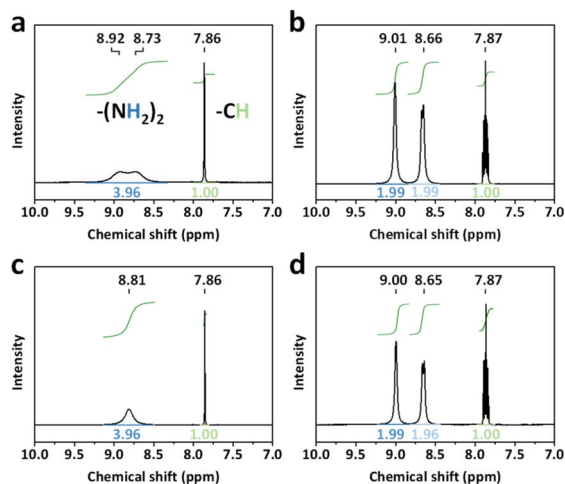 a
8.92 8.73 7.86
-(NH2)2 -CH
Intensity
3.96 1.00
10.0 9.5 9.0 8.5 8.0 7.5 7.0
Chemical shift (ppm)
b
9.01 8.66 7.87
Intensity
1.99 1.99 1.00
10.0 9.5 9.0 8.5 8.0 7.5 7.0
Chemical shift (ppm)
c
8.81 7.86
Intensity
3.96 1.00
10.0 9.5 9.0 8.5 8.0 7.5 7.0
Chemical shift (ppm)
d
9.00 8.65 7.87
Intensity
1.99 1.96 1.00
10.0 9.5 9.0 8.5 8.0 7.5 7.0
Chemical shift (ppm)